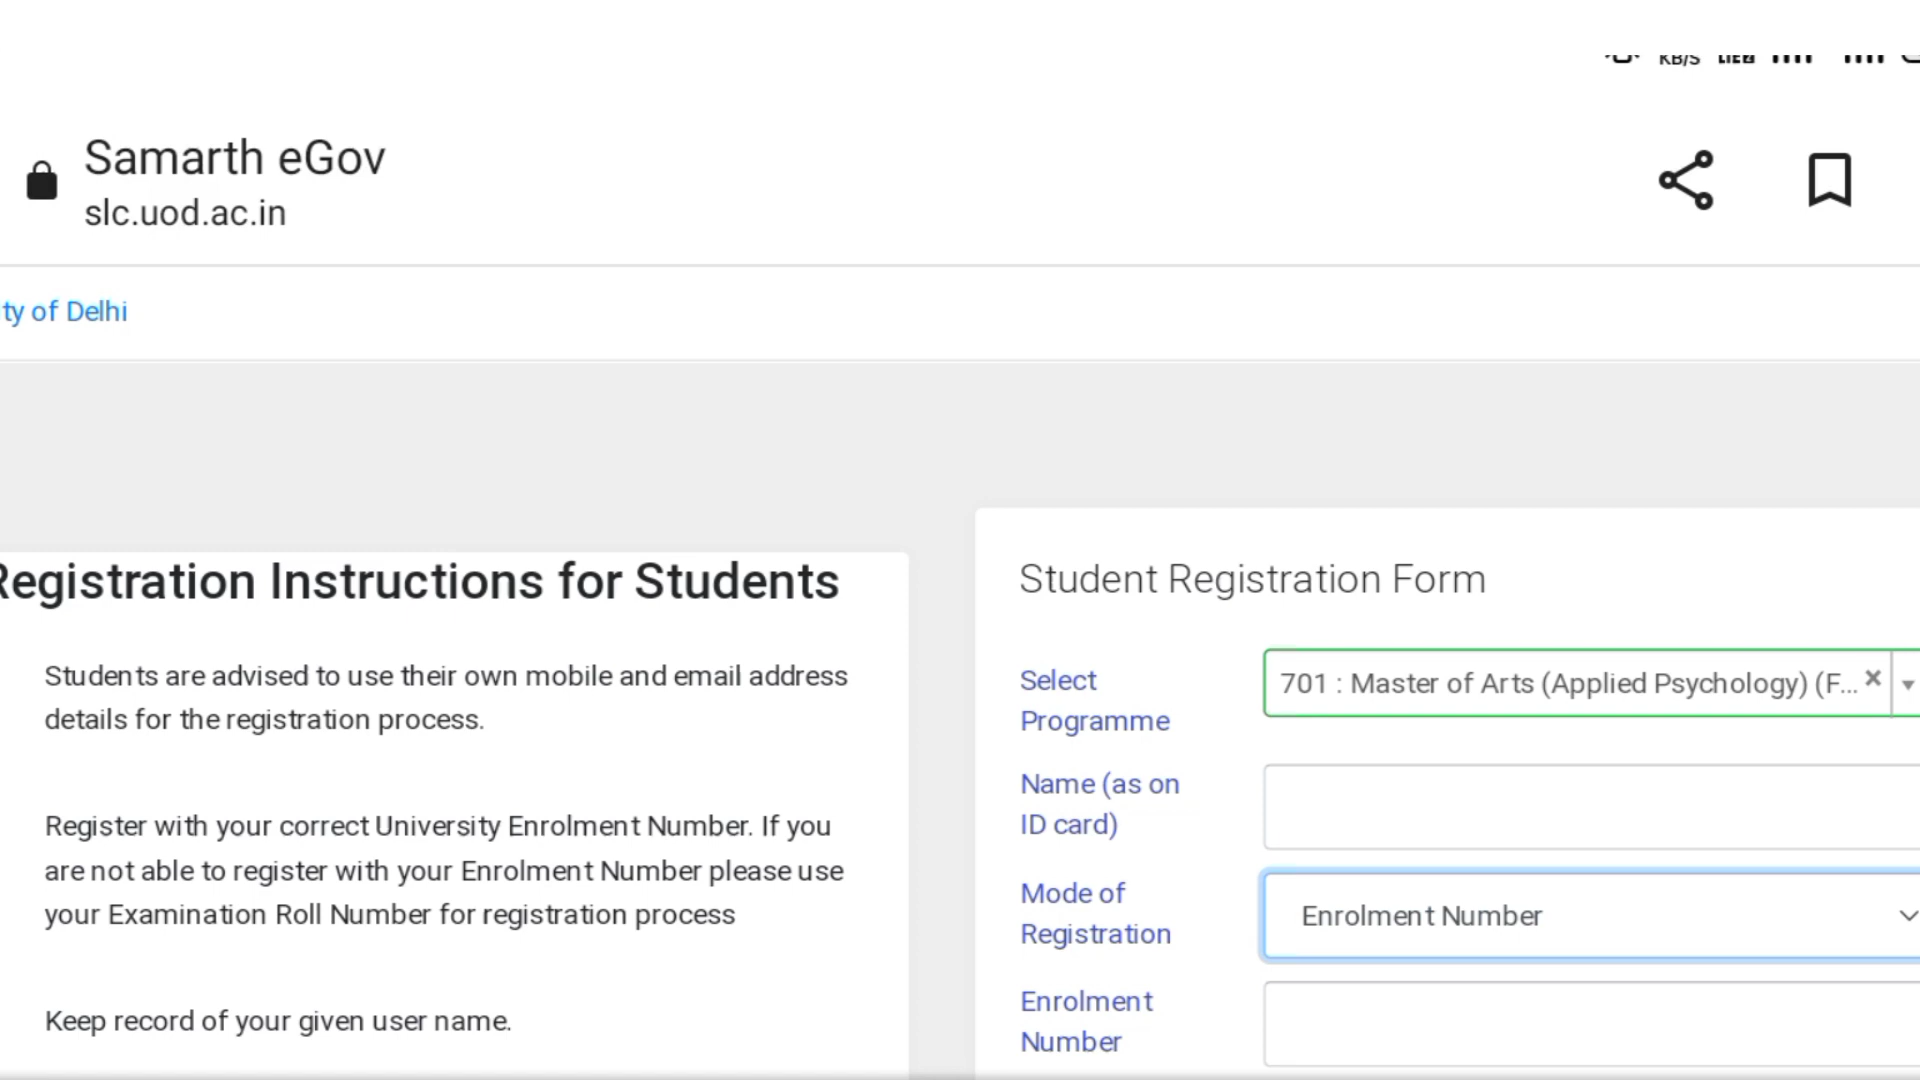 KB/S
Samarth eGov
slc.uod.ac.in
ty of Delhi
Registration Instructions for Students
Students are advised to use their own mobile and email address
details for the registration process.
Register with your correct University Enrolment Number. If you
are not able to register with your Enrolment Number please use
your Examination Roll Number for registration process
Keep record of your given user name.
Student Registration Form
Select
Programme
701 : Master of Arts (Applied Psychology) (F...
Name (as on
ID card)
Mode of
Registration
Enrolment Number
Enrolment
Number